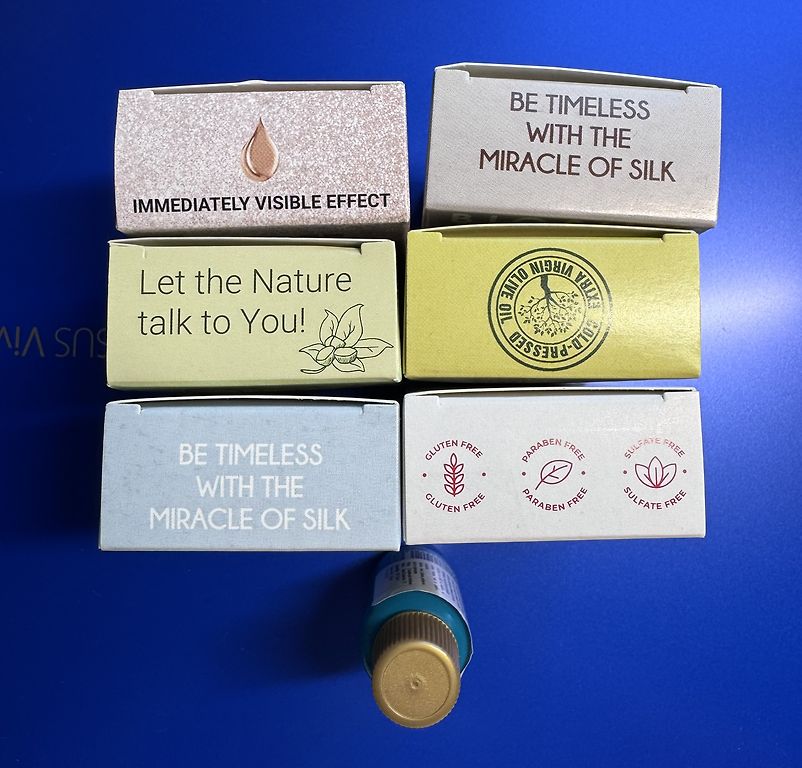 IMMEDIATELY VISIBLE EFFECT
BE TIMELESS
WITH THE
MIRACLE OF SILK
Let the Nature
talk to You!
EXTRA VIRGIN OLIVE OIL
COLD-PRESSED
BE TIMELESS
WITH THE
MIRACLE OF SILK
GLUTEN FREE
GLUTEN FREE
PARABEN FREE
PARABEN FREE
SULFATE FREE
SULFATE FREE